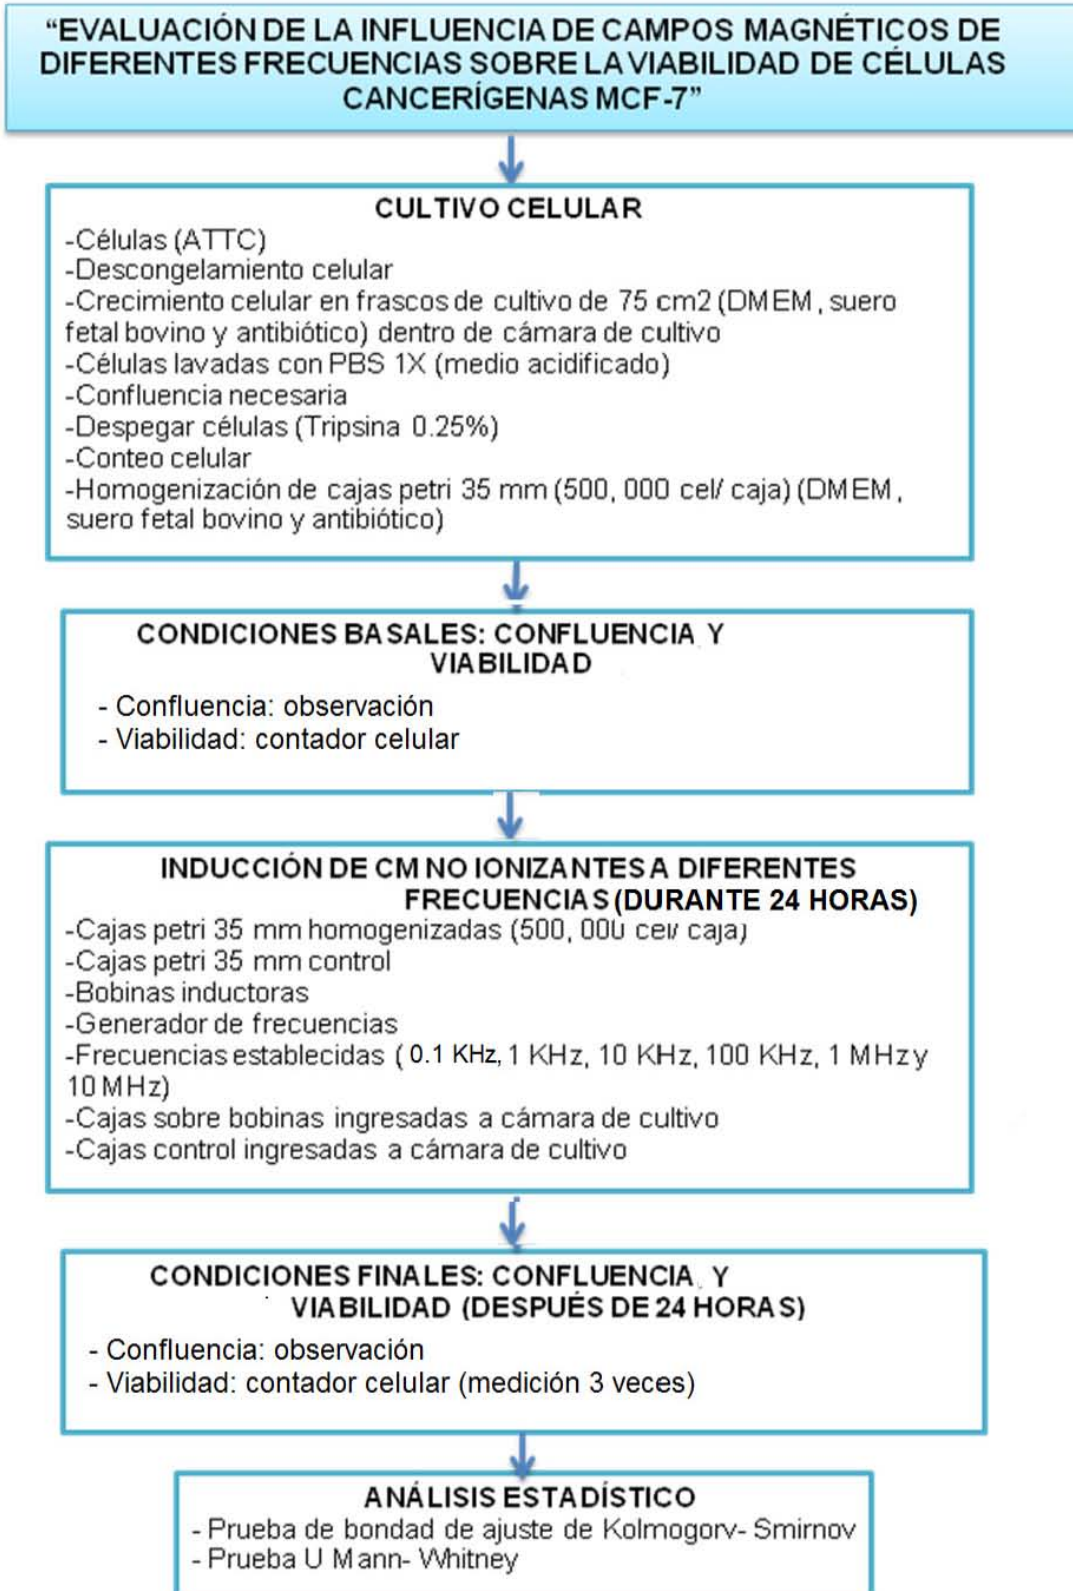 “EVALUACIÓN DE LA INFLUENCIA DE CAMPOS MAGNÉTICOS DE
DIFERENTES FRECUENCIAS SOBRE LA VIABILIDAD DE CÉLULAS
CANCERÍGENAS MCF-7”
CULTIVO CELULAR
-Células (ATTC)
-Descongelamiento celular
-Crecimiento celular en frascos de cultivo de 75 cm2 (DMEM, suero
fetal bovino y antibiótico) dentro de cámara de cultivo
-Células lavadas con PBS 1X (medio acidificado)
-Confluencia necesaria
-Despegar células (Tripsina 0.25%)
-Conteo celular
-Homogenización de cajas petri 35 mm (500, 000 cel/ caja) (DMEM,
suero fetal bovino y antibiótico)
CONDICIONES BASALES: CONFLUENCIA Y
VIABILIDAD
- Confluencia: observación
- Viabilidad: contador celular
INDUCCIÓN DE CM NO IONIZANTES A DIFERENTES
FRECUENCIAS (DURANTE 24 HORAS)
-Cajas petri 35 mm homogenizadas (500, 000 cel/ caja)
-Cajas petri 35 mm control
-Bobinas inductoras
-Generador de frecuencias
-Frecuencias establecidas ( 0.1 KHz, 1 KHz, 10 KHz, 100 KHz, 1 MHz y
10 MHz)
-Cajas sobre bobinas ingresadas a cámara de cultivo
-Cajas control ingresadas a cámara de cultivo
CONDICIONES FINALES: CONFLUENCIA Y
VIABILIDAD (DESPUÉS DE 24 HORAS)
- Confluencia: observación
- Viabilidad: contador celular (medición 3 veces)
ANÁLISIS ESTADÍSTICO
- Prueba de bondad de ajuste de Kolmogorv- Smirnov
- Prueba U Mann- Whitney